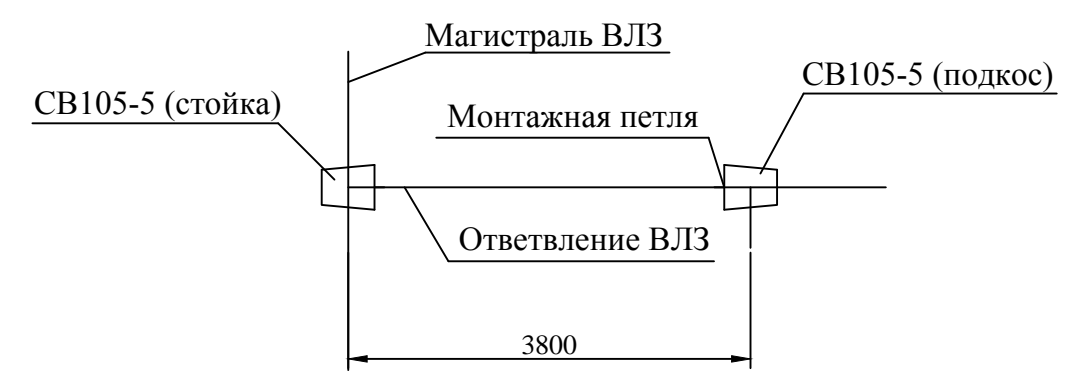 Магистраль ВЛЗ
СВ105-5 (подкос)
СВ105-5 (стойка)
Монтажная петля
Ответвление ВЛЗ
3800